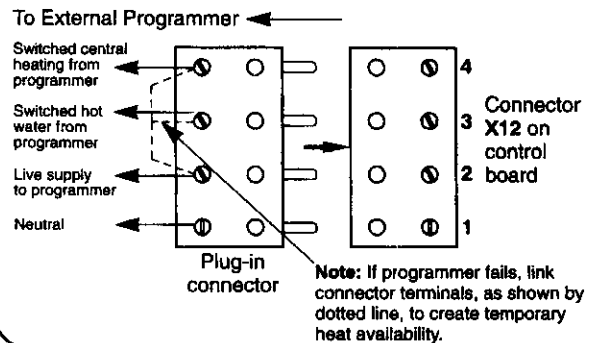 To External Programmer
Switched central
heating from
programmer
Switched hot
water from
programmer
Live supply
to programmer
Neutral
Plug-in
connector
4
3
2
1
Connector
X12 on
control
board
Note: If programmer fails, link
connector terminals, as shown by
dotted line, to create temporary
heat availability.